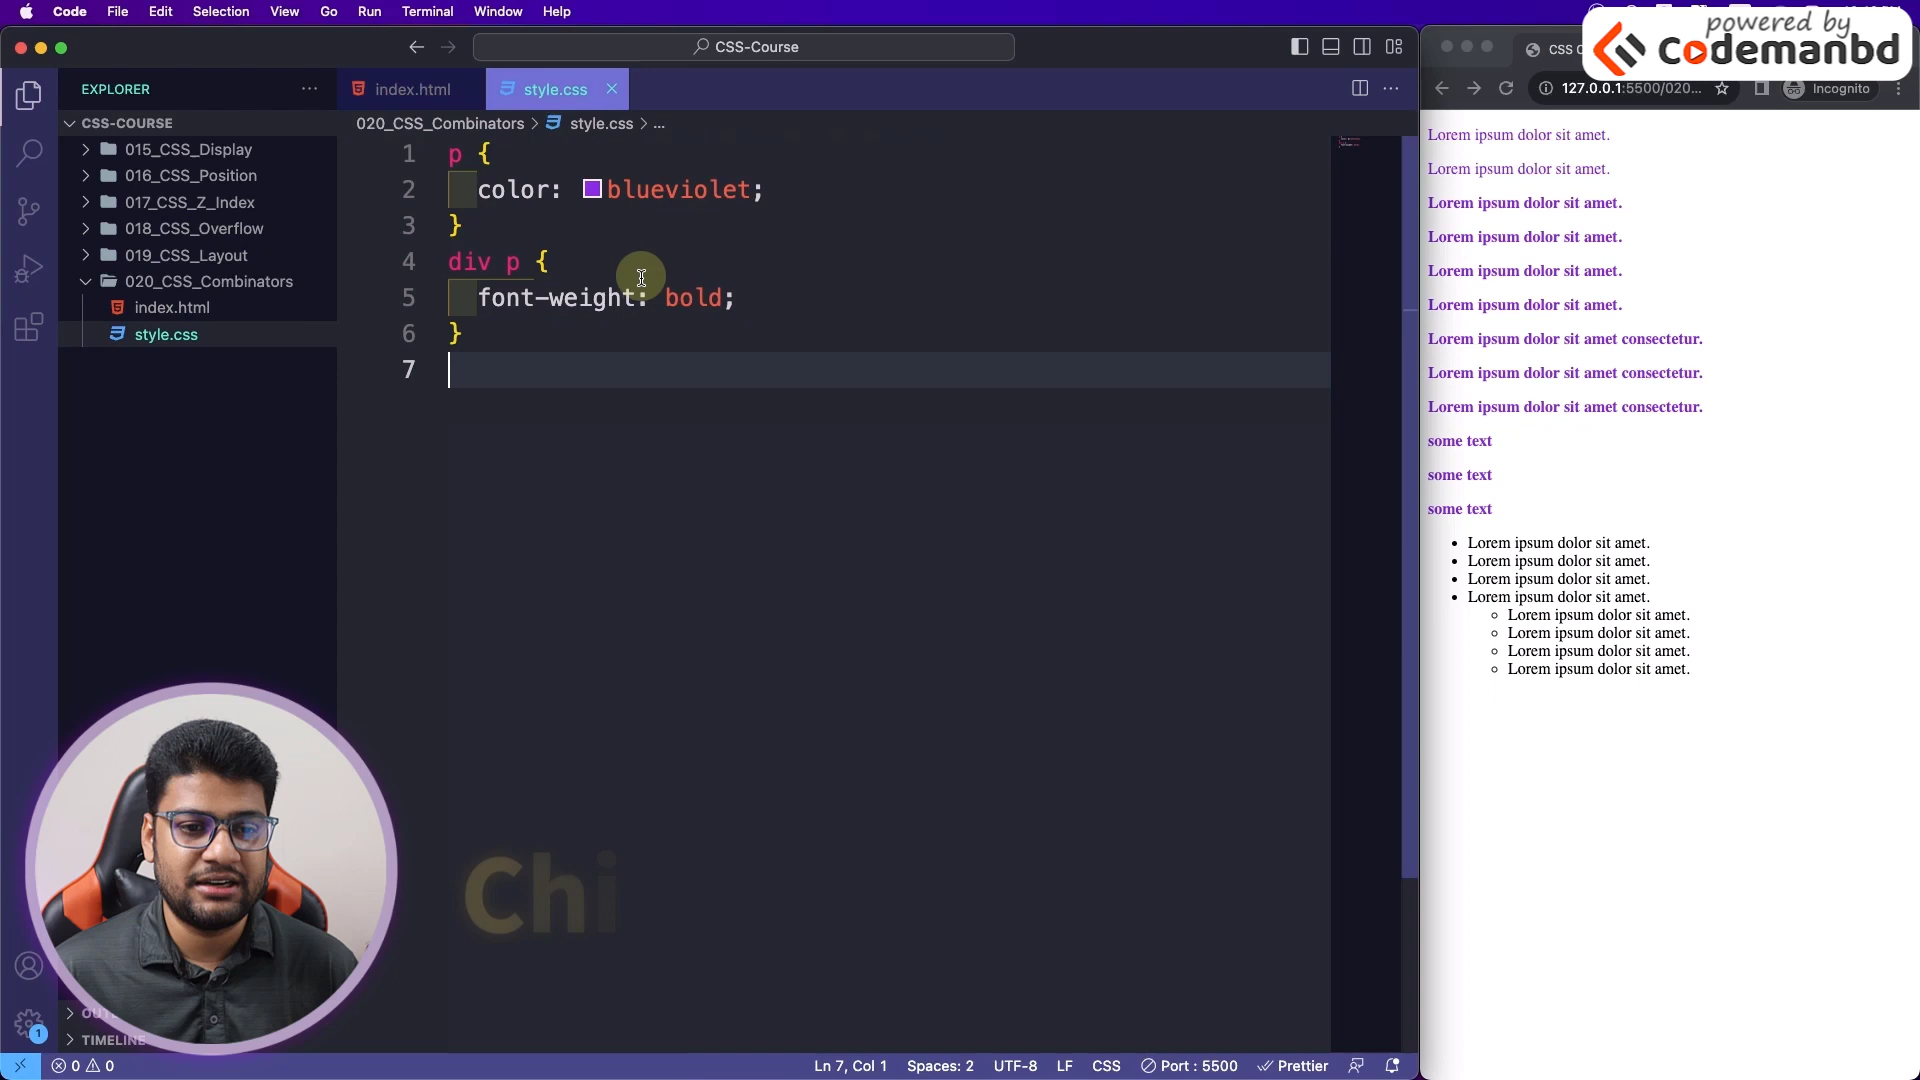 Code File Edit Selection View Go Run Terminal Window Help
CSS-Course
powered by
Codemanbd
EXPLORER
index.html
style.css
CSS C
127.0.0.1:5500/020...
Incognito
CSS-COURSE
020_CSS_Combinators > style.css > ...
015_CSS_Display
016_CSS_Position
017_CSS_Z_Index
018_CSS_Overflow
019_CSS_Layout
020_CSS_Combinators
index.html
style.css
1 p {
2 color: blueviolet;
3 }
4 div p {
5 font-weight: bold;
6 }
7
Lorem ipsum dolor sit amet.
Lorem ipsum dolor sit amet.
Lorem ipsum dolor sit amet.
Lorem ipsum dolor sit amet.
Lorem ipsum dolor sit amet.
Lorem ipsum dolor sit amet.
Lorem ipsum dolor sit amet consectetur.
Lorem ipsum dolor sit amet consectetur.
Lorem ipsum dolor sit amet consectetur.
some text
some text
some text
Lorem ipsum dolor sit amet.
Lorem ipsum dolor sit amet.
Lorem ipsum dolor sit amet.
Lorem ipsum dolor sit amet.
Lorem ipsum dolor sit amet.
Lorem ipsum dolor sit amet.
Lorem ipsum dolor sit amet.
Lorem ipsum dolor sit amet.
Chi
TIMELINE
1
0 0
Ln 7, Col 1 Spaces: 2 UTF-8 LF CSS Port : 5500 Prettier